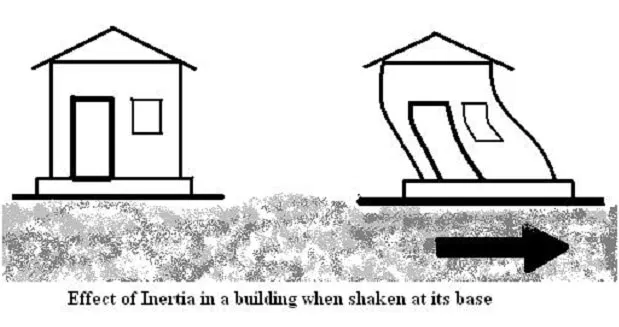 Effect of Inertia in a building when shaken at its base